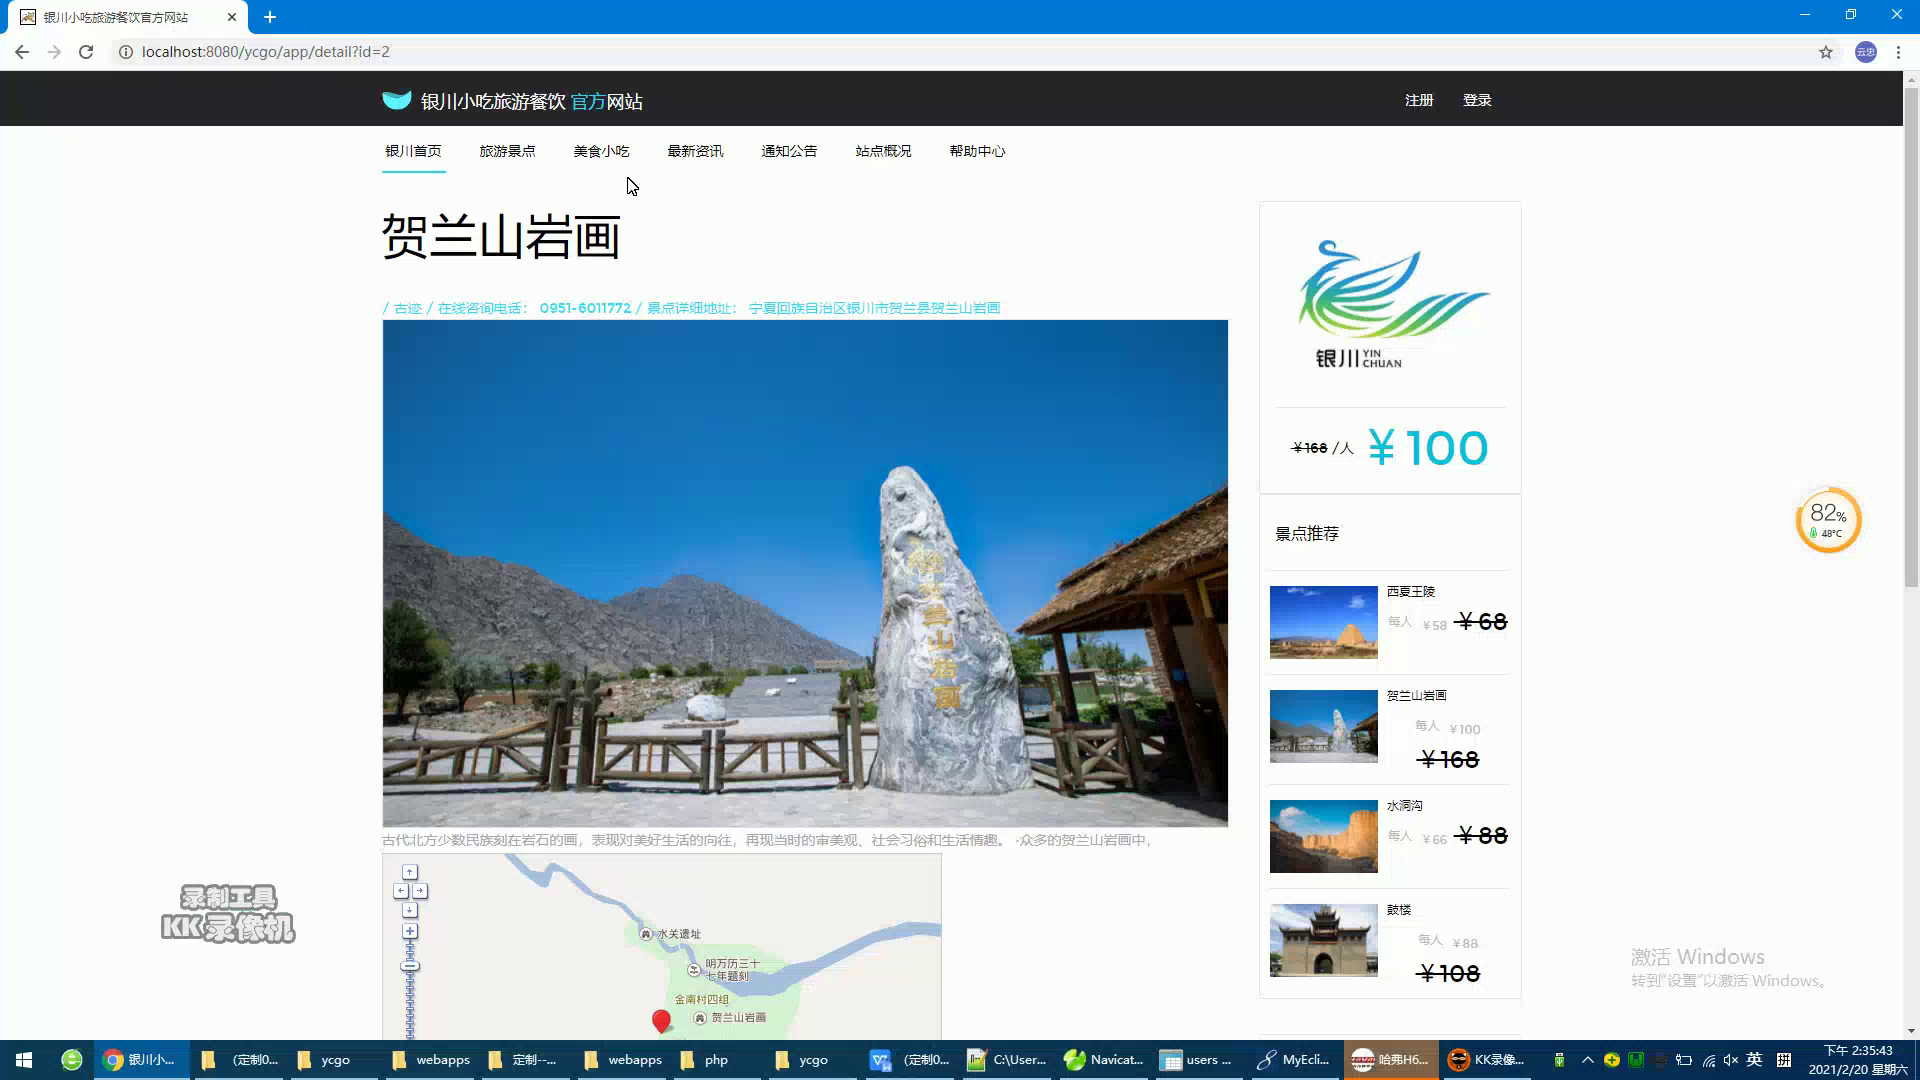 银川小吃旅游餐饮官方网站
localhost:8080/ycgo/app/detail?id=2
云忠
银川小吃旅游餐饮 官方网站
注册 登录
银川首页 旅游景点 美食小吃 最新资讯 通知公告 站点概况 帮助中心
贺兰山岩画
/ 古迹 / 在线咨询电话： 0951-6011772 / 景点详细地址： 宁夏回族自治区银川市贺兰县贺兰山岩画
贺兰山岩画
古代北方少数民族刻在岩石的画，表现对美好生活的向往，再现当时的审美观、社会习俗和生活情趣。 ·众多的贺兰山岩画中，
水关遗址
明万历三十
七年题刻
金南村四组
贺兰山岩画
银川 YIN
CHUAN
￥168 /人 ￥100
景点推荐
西夏王陵
每人 ￥58 ￥68
贺兰山岩画
每人 ￥100
￥168
水洞沟
每人 ￥66 ￥88
鼓楼
每人 ￥88
￥108
82%
48°C
录制工具
KK录像机
激活 Windows
转到"设置"以激活 Windows。
银川小... (定制0... ycgo webapps 定制--... webapps php ycgo (定制0... C:\User... Navicat... users ... MyEcli... 哈弗H6... KK录像... 英 拼
下午 2:35:43
2021/2/20 星期六